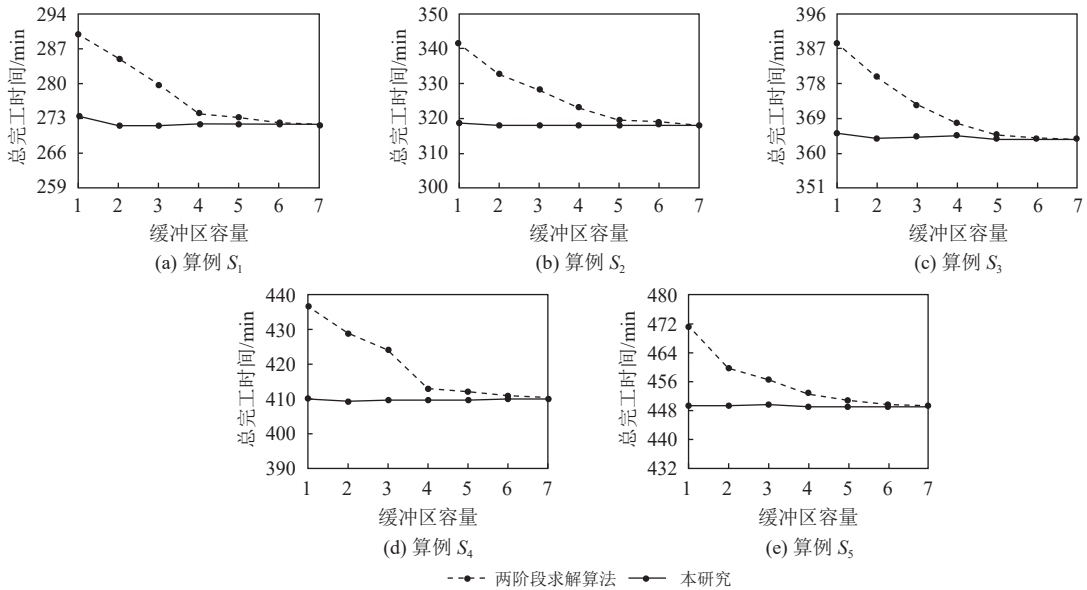 294
287
280
273
266
259
总完工时间/min
1 2 3 4 5 6 7
缓冲区容量
(a) 算例 S1
350
340
330
320
310
300
总完工时间/min
1 2 3 4 5 6 7
缓冲区容量
(b) 算例 S2
396
387
378
369
360
351
总完工时间/min
1 2 3 4 5 6 7
缓冲区容量
(c) 算例 S3
440
430
420
410
400
390
总完工时间/min
1 2 3 4 5 6 7
缓冲区容量
(d) 算例 S4
480
472
464
456
448
440
432
总完工时间/min
1 2 3 4 5 6 7
缓冲区容量
(e) 算例 S5
两阶段求解算法 本研究